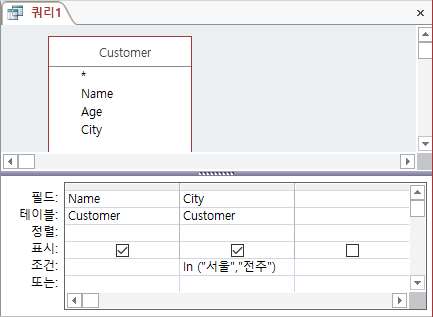 쿼리1
Customer
*
Name
Age
City
필드: Name City
테이블: Customer Customer
정렬:
표시:
조건: In ("서울","전주")
또는: